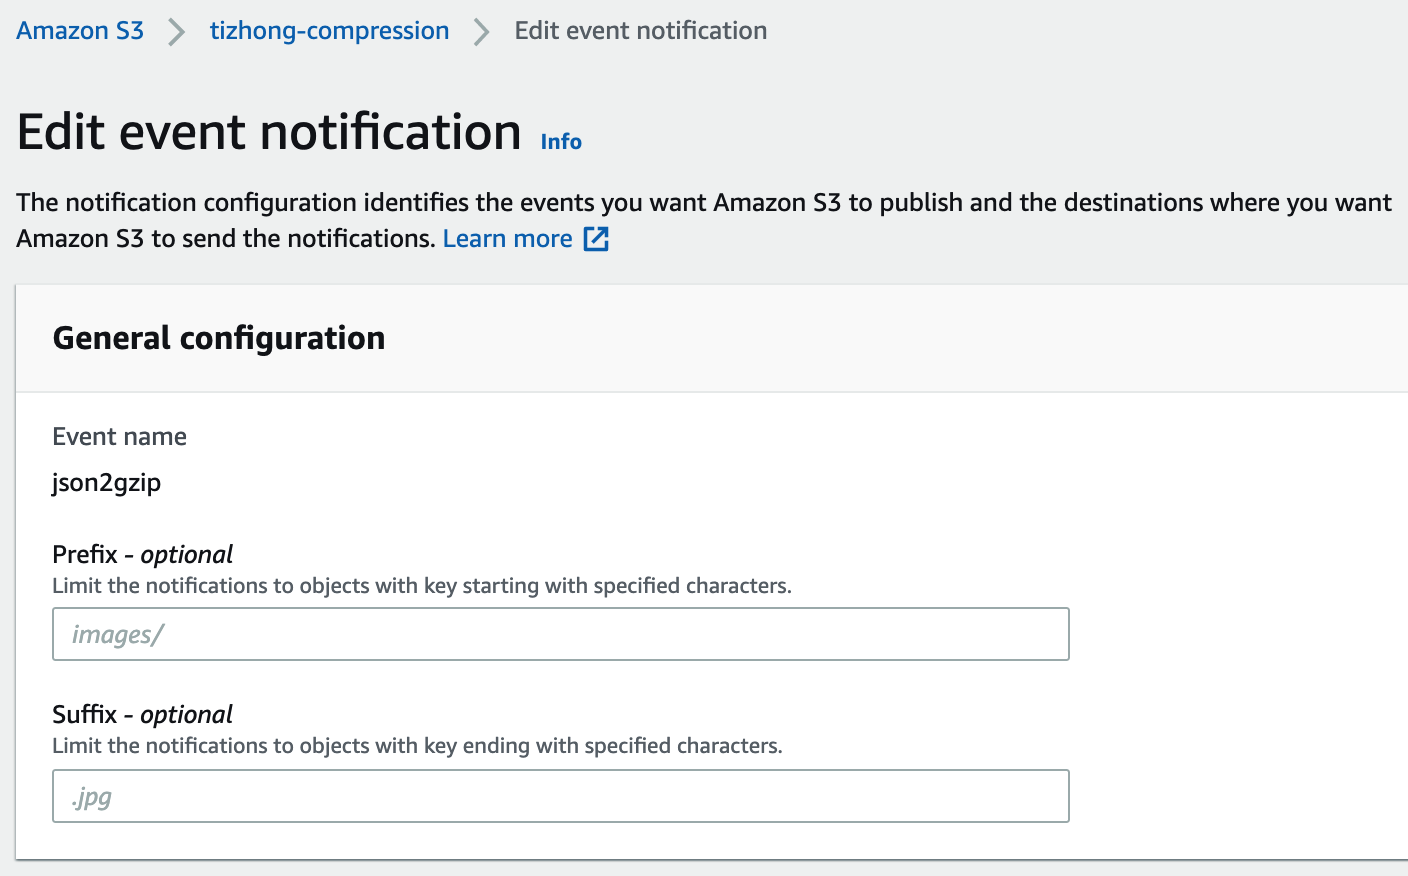 Amazon S3 > tizhong-compression > Edit event notification
Edit event notification Info
The notification configuration identifies the events you want Amazon S3 to publish and the destinations where you want
Amazon S3 to send the notifications. Learn more
General configuration
Event name
json2gzip
Prefix - optional
Limit the notifications to objects with key starting with specified characters.
images/
Suffix - optional
Limit the notifications to objects with key ending with specified characters.
.jpg